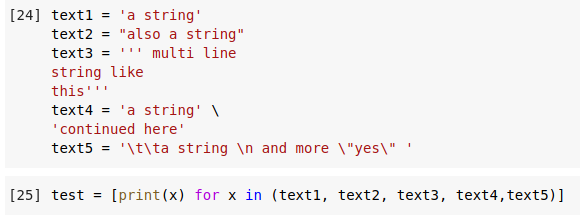 [24] text1 = 'a string'
text2 = "also a string"
text3 = ''' multi line
string like
this'''
text4 = 'a string' \
'continued here'
text5 = '\t\ta string \n and more \"yes\" '
[25] test = [print(x) for x in (text1, text2, text3, text4,text5)]